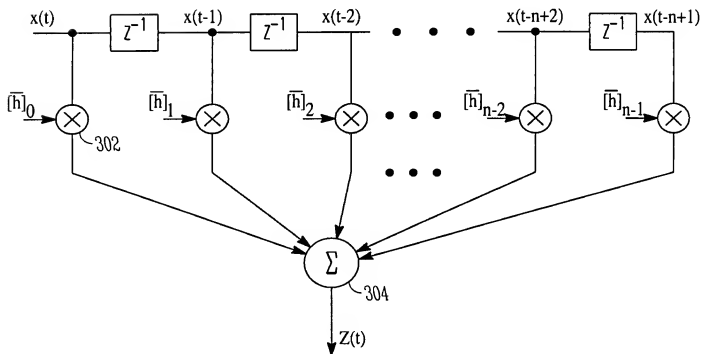 x(t) z⁻¹ x(t-1) z⁻¹ x(t-2) x(t-n+2) z⁻¹ x(t-n+1)
[h̅]₀ [h̅]₁ [h̅]₂ [h̅]ₙ₋₂ [h̅]ₙ₋₁
302
Σ
304
Z(t)